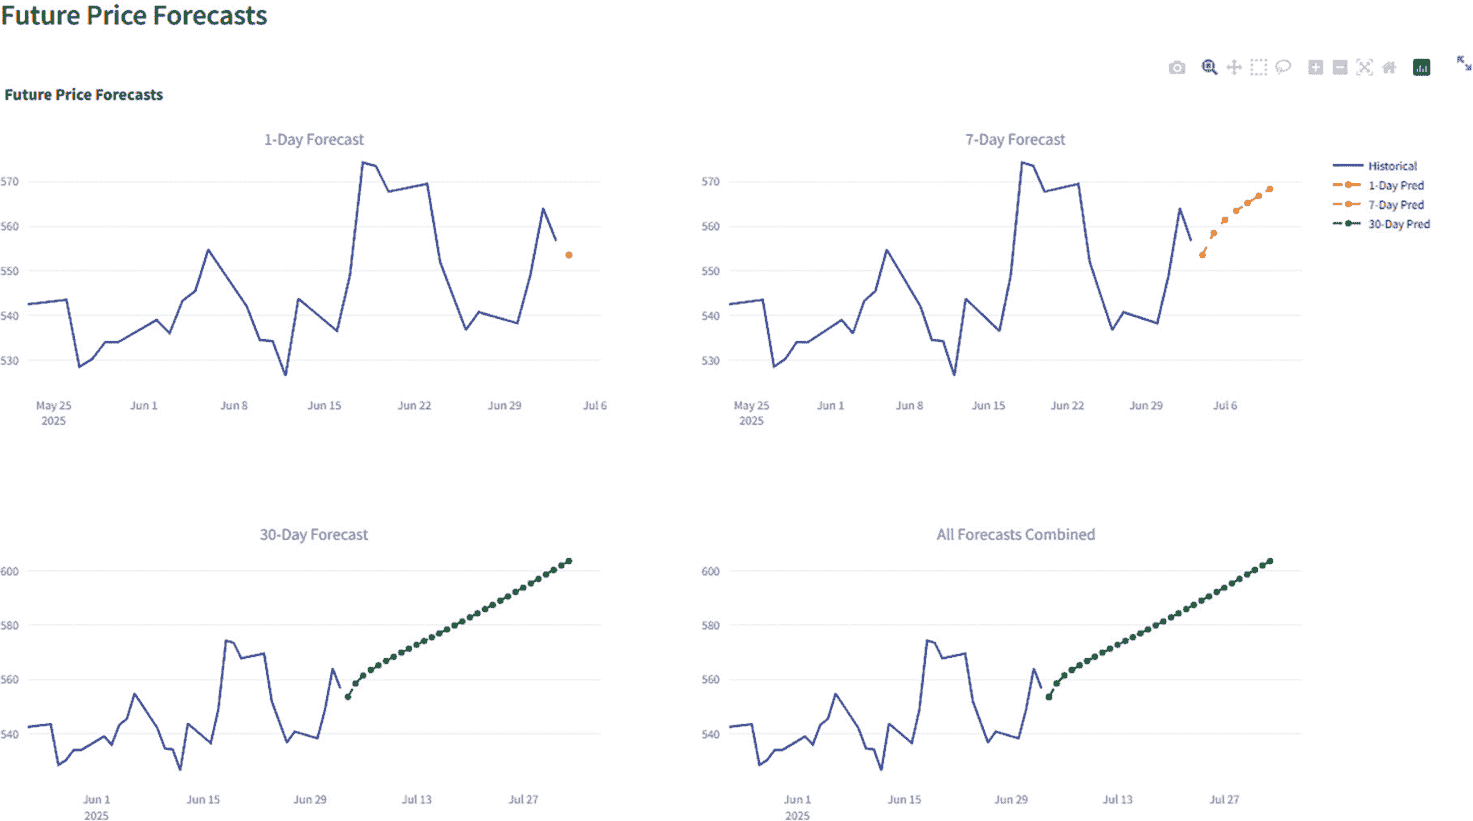 Future Price Forecasts
Future Price Forecasts
1-Day Forecast
570
560
550
540
530
May 25
2025
Jun 1
Jun 8
Jun 15
Jun 22
Jun 29
Jul 6
7-Day Forecast
570
560
550
540
530
May 25
2025
Jun 1
Jun 8
Jun 15
Jun 22
Jun 29
Jul 6
Historical
1-Day Pred
7-Day Pred
30-Day Pred
30-Day Forecast
600
580
560
540
Jun 1
2025
Jun 15
Jun 29
Jul 13
Jul 27
All Forecasts Combined
600
580
560
540
Jun 1
2025
Jun 15
Jun 29
Jul 13
Jul 27